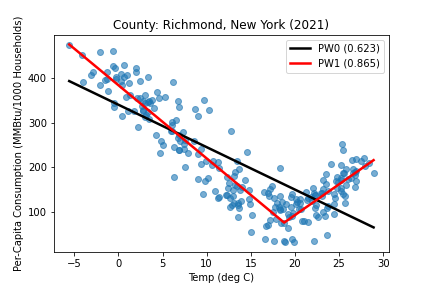 County: Richmond, New York (2021)
PW0 (0.623)
PW1 (0.865)
Per-Capita Consumption (MMBtu/1000 Households)
400
300
200
100
−5
0
5
10
15
20
25
30
Temp (deg C)